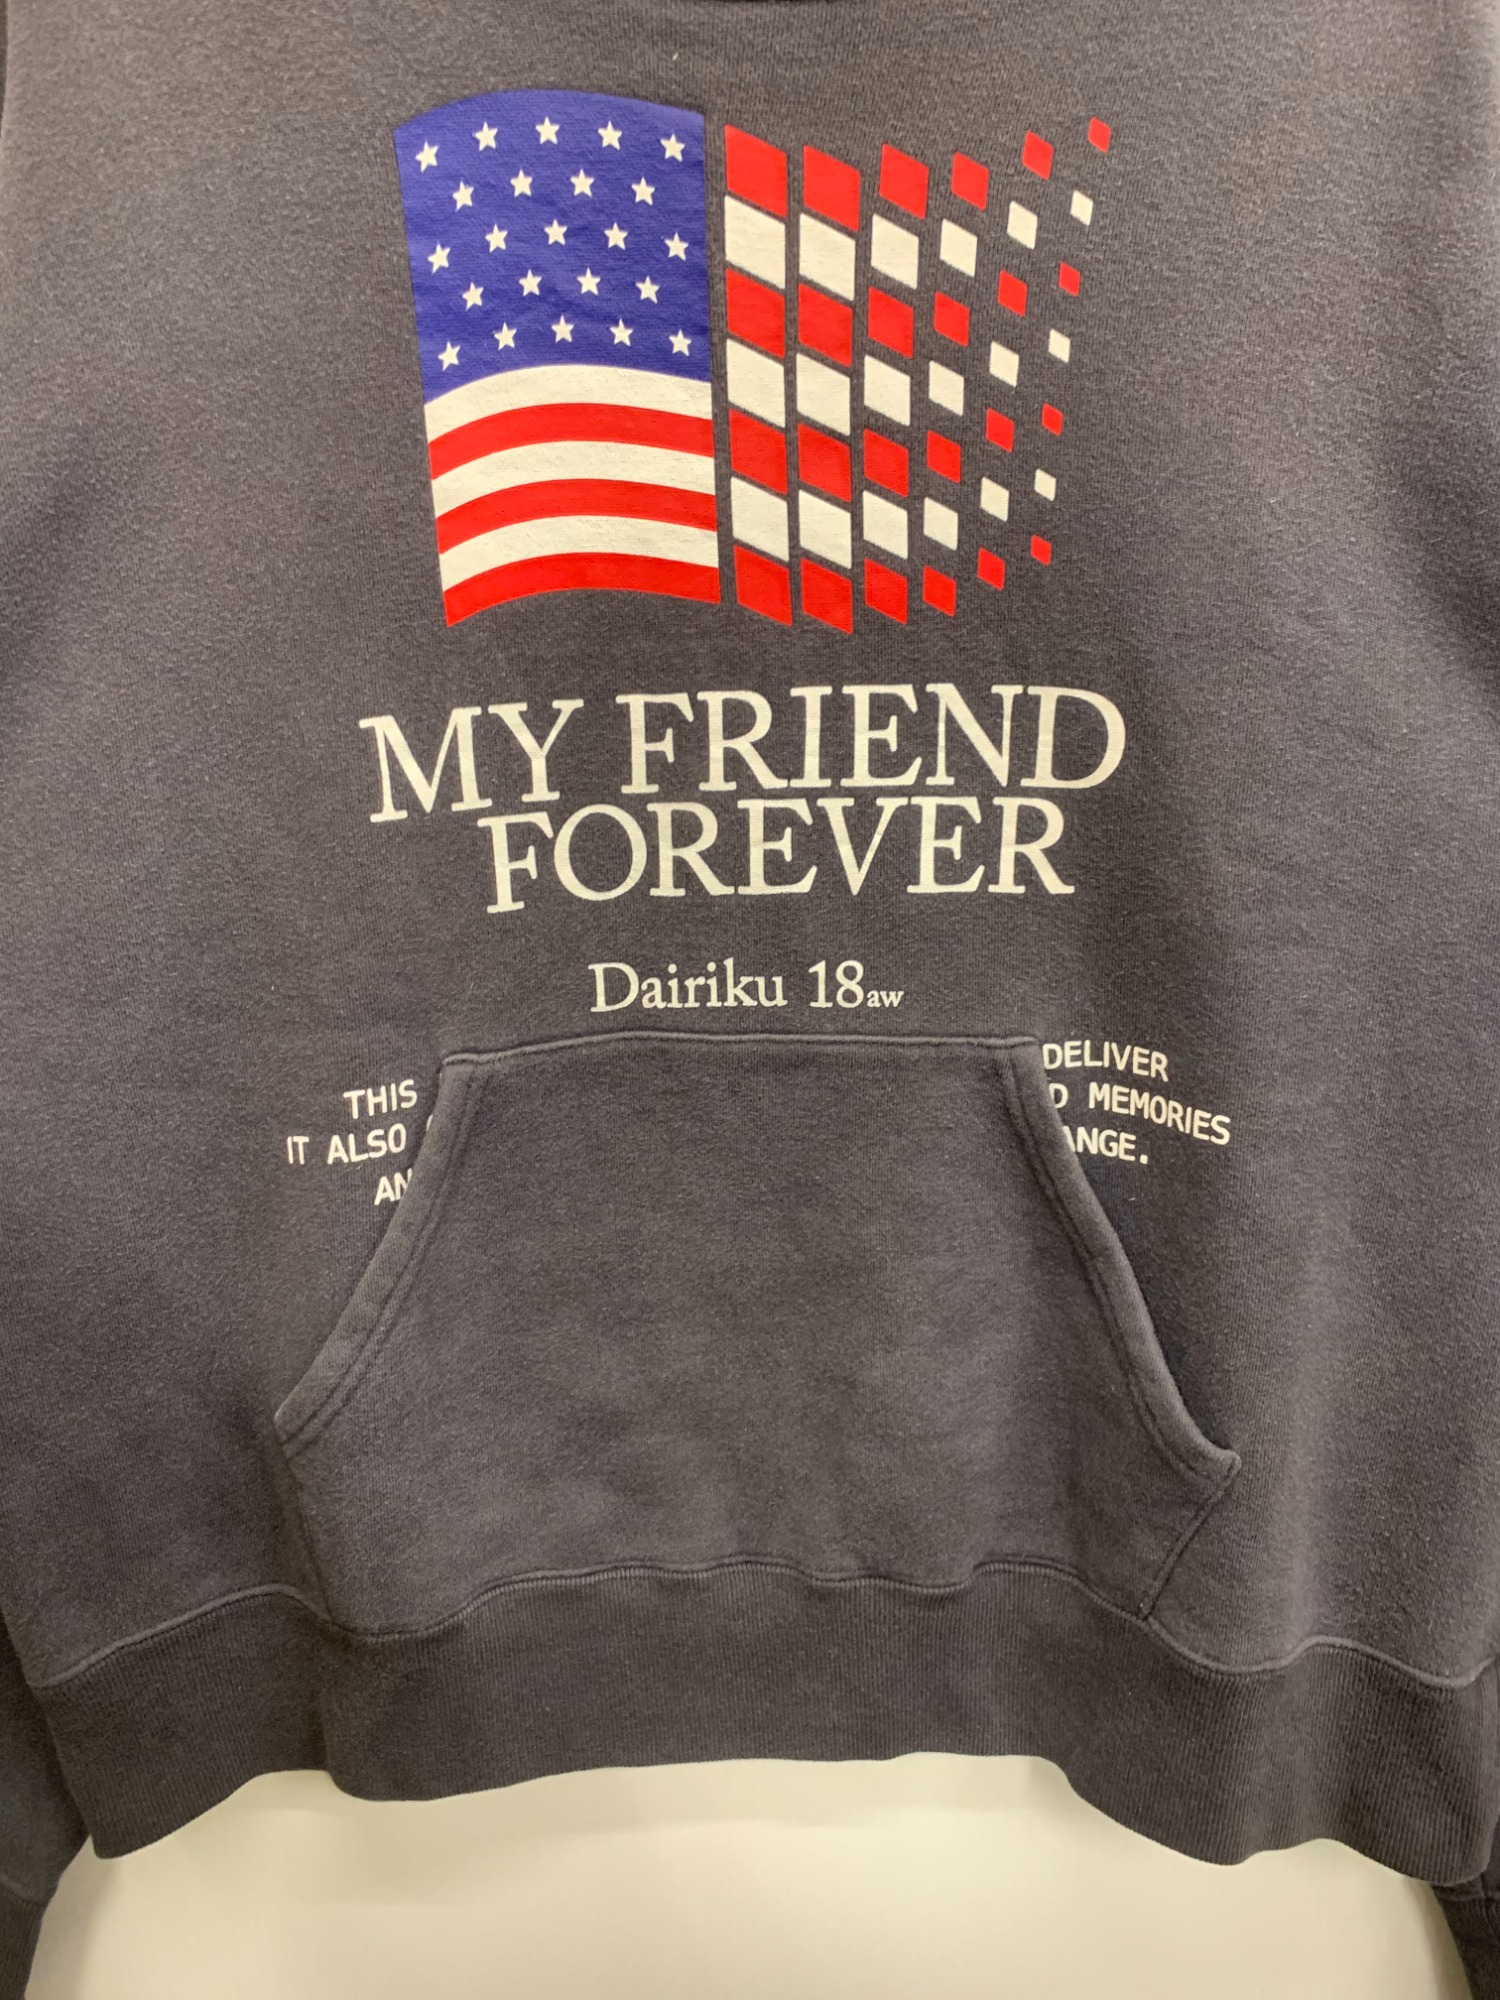 MY FRIEND
FOREVER
Dairiku 18aw
THIS DELIVER
IT ALSO MEMORIES